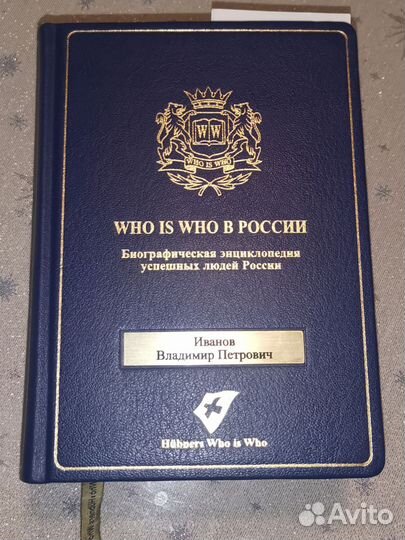 WW
WHO IS WHO
WHO IS WHO В РОССИИ
Биографическая энциклопедия
успешных людей России
Иванов
Владимир Петрович
Hübners Who is Who
Avito